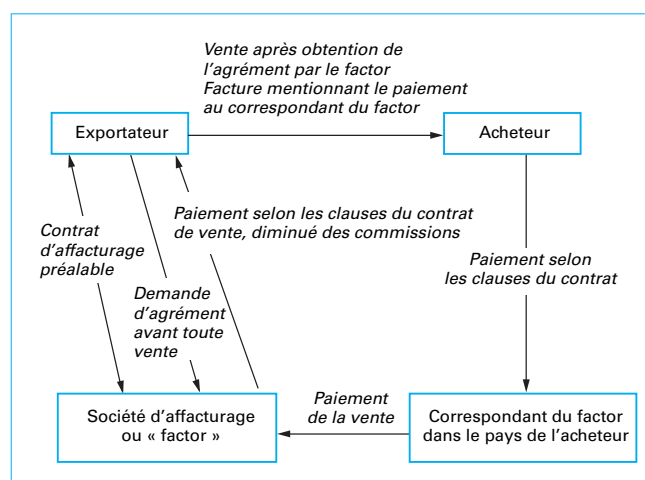 Vente après obtention de
l'agrément par le factor
Facture mentionnant le paiement
au correspondant du factor
Exportateur
Acheteur
Contrat
d'affacturage
préalable
Paiement selon les clauses du contrat
de vente, diminué des commissions
Paiement selon
les clauses du contrat
Demande
d'agrément
avant toute
vente
Société d'affacturage
ou « factor »
Paiement
de la vente
Correspondant du factor
dans le pays de l'acheteur